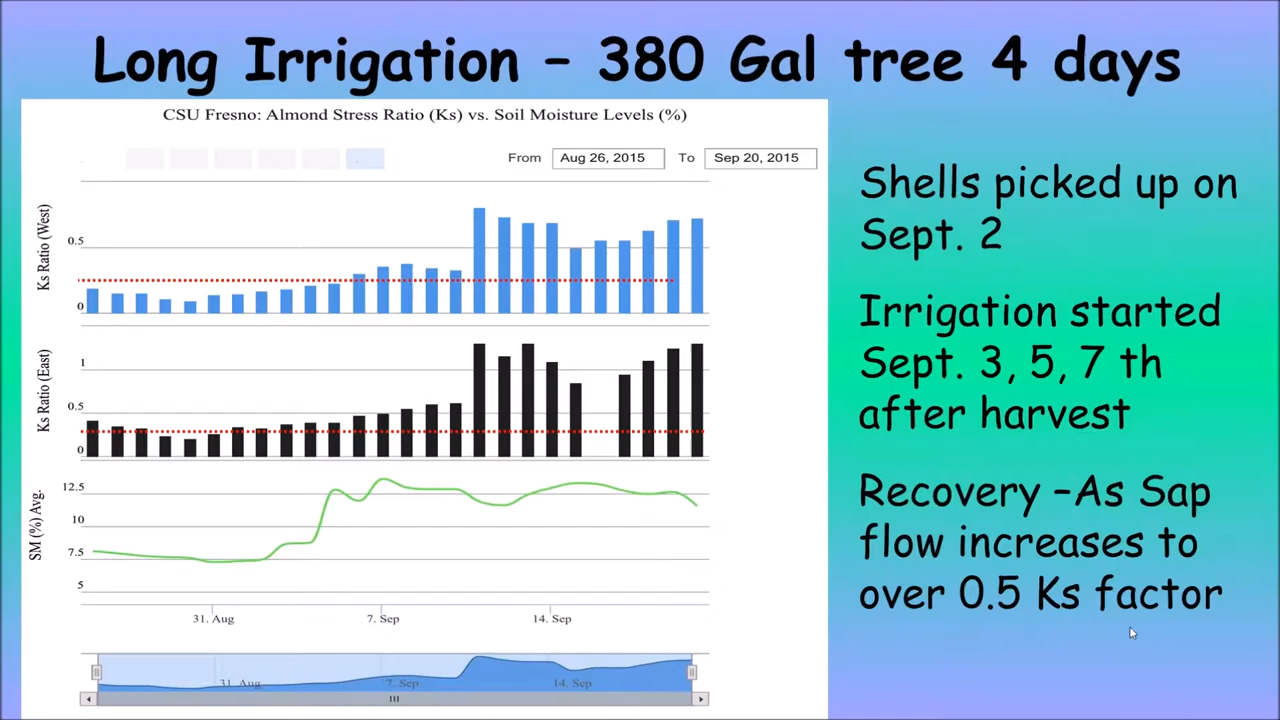 Long Irrigation – 380 Gal tree 4 days
CSU Fresno: Almond Stress Ratio (Ks) vs. Soil Moisture Levels (%)
From Aug 26, 2015 To Sep 20, 2015
Ks Ratio (West)
0.5
0
Ks Ratio (East)
1
0.5
0
SM (%) Avg.
12.5
10
7.5
5
31. Aug 7. Sep 14. Sep
31. Aug 7. Sep 14. Sep
Shells picked up on
Sept. 2
Irrigation started
Sept. 3, 5, 7 th
after harvest
Recovery –As Sap
flow increases to
over 0.5 Ks factor